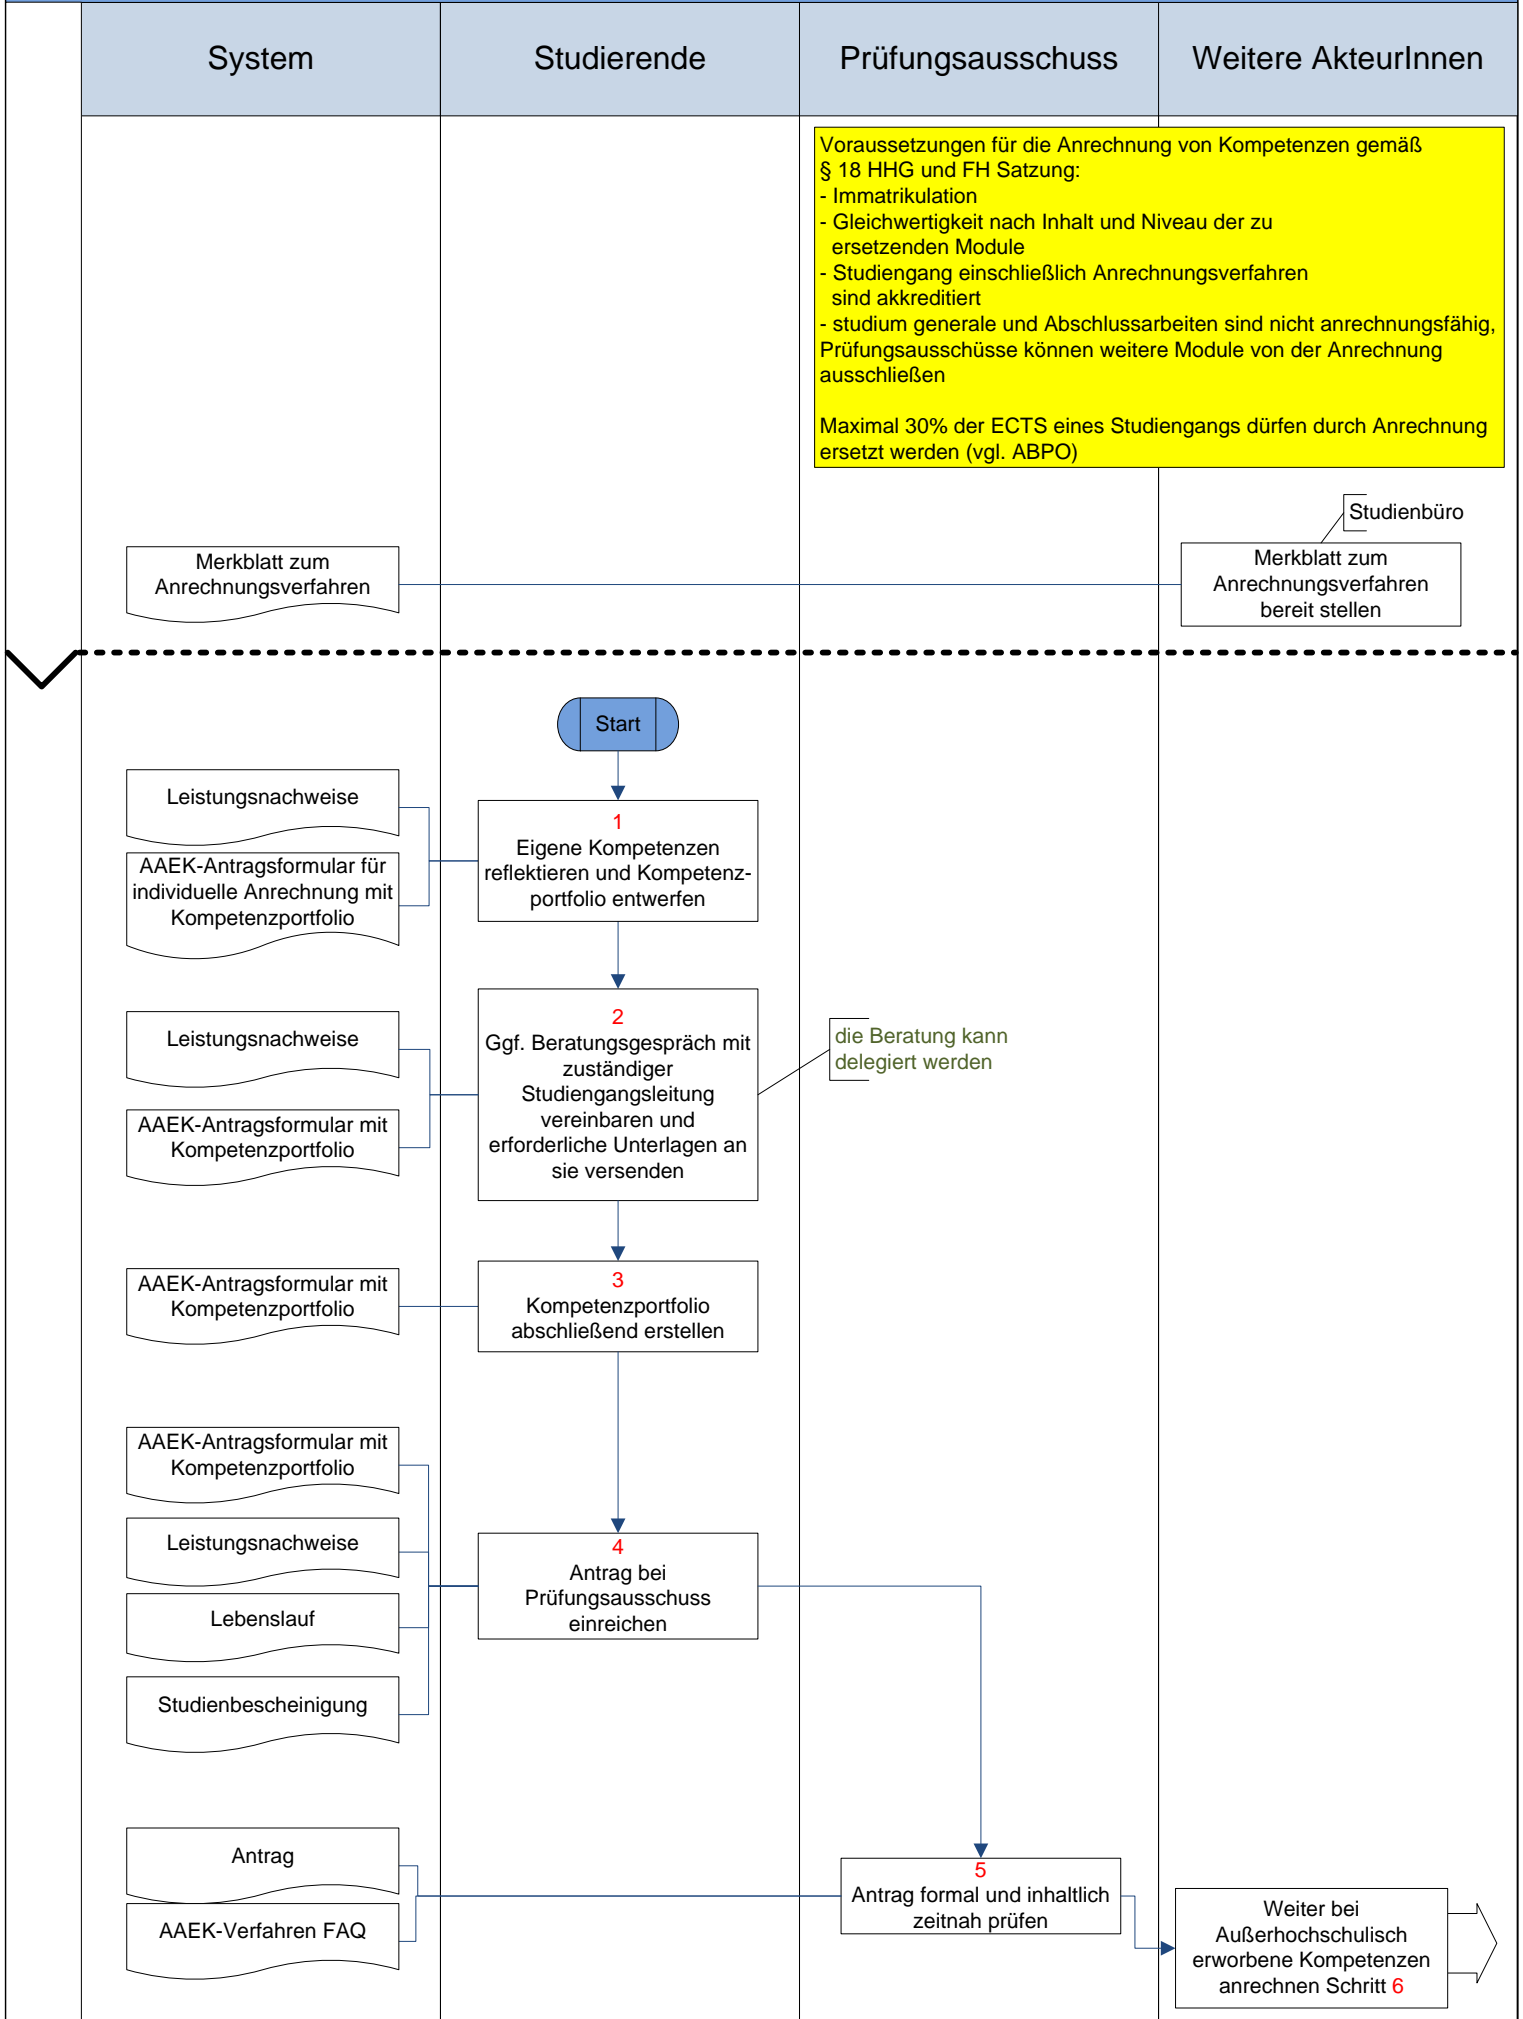 System
Studierende
Prüfungsausschuss
Weitere AkteurInnen
Voraussetzungen für die Anrechnung von Kompetenzen gemäß
§ 18 HHG und FH Satzung:
- Immatrikulation
- Gleichwertigkeit nach Inhalt und Niveau der zu
ersetzenden Module
- Studiengang einschließlich Anrechnungsverfahren
sind akkreditiert
- studium generale und Abschlussarbeiten sind nicht anrechnungsfähig,
Prüfungsausschüsse können weitere Module von der Anrechnung
ausschließen
Maximal 30% der ECTS eines Studiengangs dürfen durch Anrechnung
ersetzt werden (vgl. ABPO)
Studienbüro
Merkblatt zum
Anrechnungsverfahren
Merkblatt zum
Anrechnungsverfahren
bereit stellen
Start
Leistungsnachweise
AAEK-Antragsformular für
individuelle Anrechnung mit
Kompetenzportfolio
1
Eigene Kompetenzen
reflektieren und Kompetenz-
portfolio entwerfen
Leistungsnachweise
AAEK-Antragsformular mit
Kompetenzportfolio
2
Ggf. Beratungsgespräch mit
zuständiger
Studiengangsleitung
vereinbaren und
erforderliche Unterlagen an
sie versenden
die Beratung kann
delegiert werden
AAEK-Antragsformular mit
Kompetenzportfolio
3
Kompetenzportfolio
abschließend erstellen
AAEK-Antragsformular mit
Kompetenzportfolio
Leistungsnachweise
Lebenslauf
Studienbescheinigung
4
Antrag bei
Prüfungsausschuss
einreichen
Antrag
AAEK-Verfahren FAQ
5
Antrag formal und inhaltlich
zeitnah prüfen
Weiter bei
Außerhochschulisch
erworbene Kompetenzen
anrechnen Schritt 6